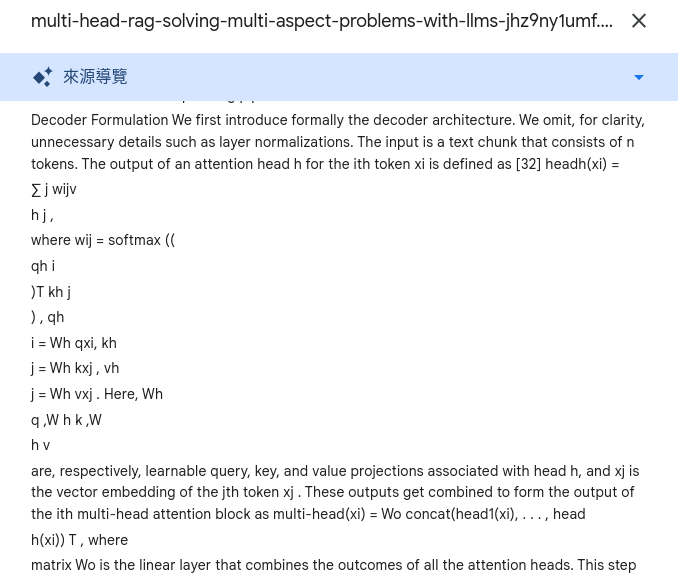 multi-head-rag-solving-multi-aspect-problems-with-llms-jhz9ny1umf....
來源導覽
Decoder Formulation We first introduce formally the decoder architecture. We omit, for clarity,
unnecessary details such as layer normalizations. The input is a text chunk that consists of n
tokens. The output of an attention head h for the ith token xi is defined as [32] headh(xi) =
∑ j wijv
h j ,
where wij = softmax ((
qh i
)T kh j
) , qh
i = Wh qxi, kh
j = Wh kxj , vh
j = Wh vxj . Here, Wh
q ,W h k ,W
h v
are, respectively, learnable query, key, and value projections associated with head h, and xj is
the vector embedding of the jth token xj . These outputs get combined to form the output of
the ith multi-head attention block as multi-head(xi) = Wo concat(head1(xi), . . . , head
h(xi)) T , where
matrix Wo is the linear layer that combines the outcomes of all the attention heads. This step